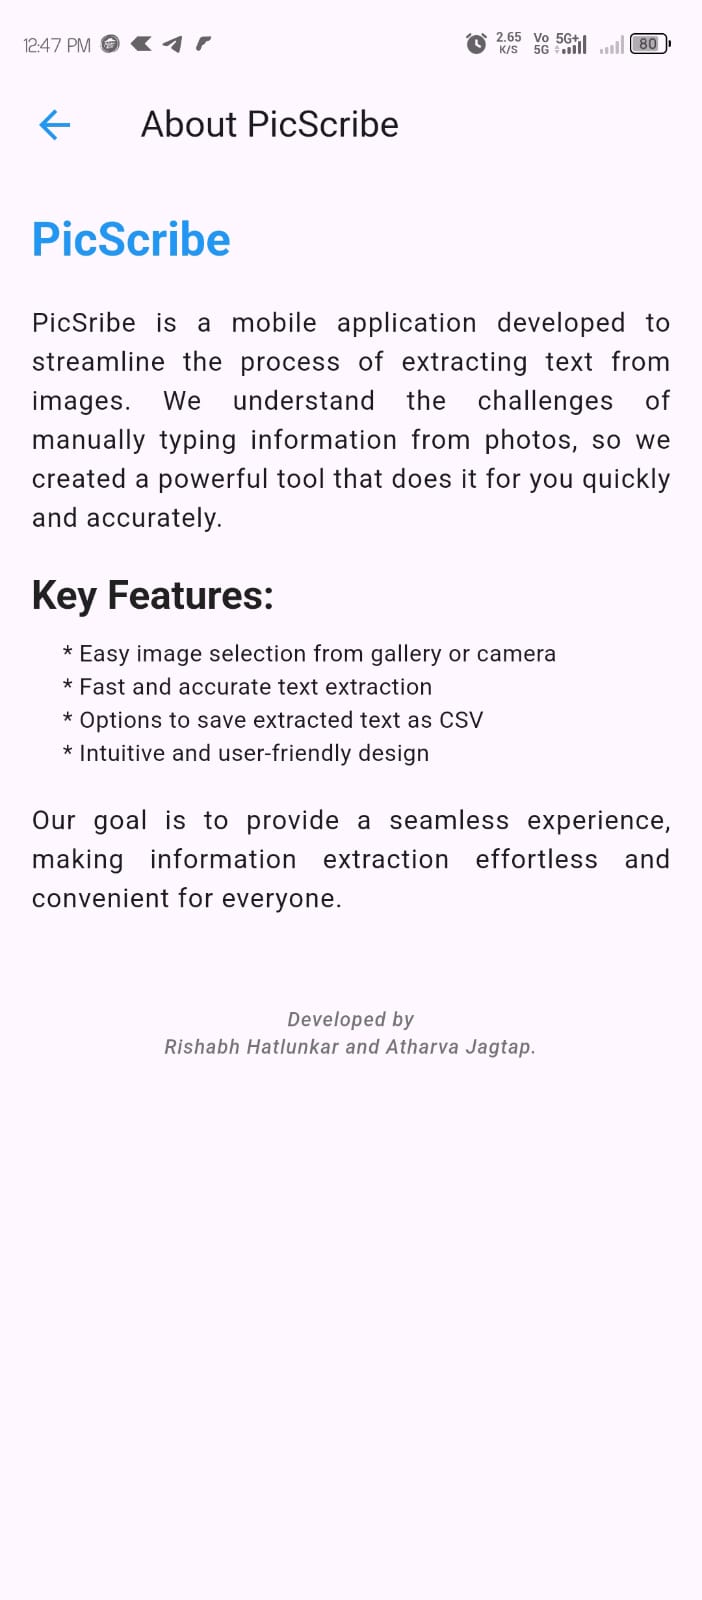 12:47 PM 2.65 K/S Vo 5G 5G+ 80
About PicScribe
PicScribe
PicSribe is a mobile application developed to
streamline the process of extracting text from
images. We understand the challenges of
manually typing information from photos, so we
created a powerful tool that does it for you quickly
and accurately.
Key Features:
* Easy image selection from gallery or camera
* Fast and accurate text extraction
* Options to save extracted text as CSV
* Intuitive and user-friendly design
Our goal is to provide a seamless experience,
making information extraction effortless and
convenient for everyone.
Developed by
Rishabh Hatlunkar and Atharva Jagtap.